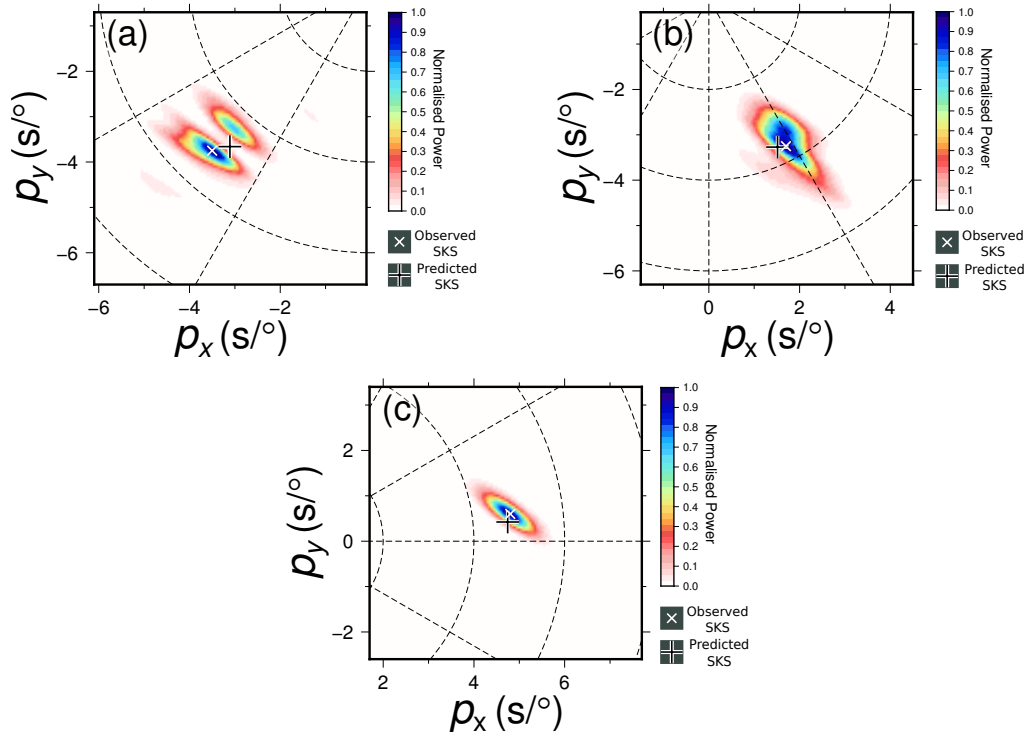 (a)
−2
−4
−6
−6
−4
−2
p_y (s/°)
p_x (s/°)
1.0
0.9
0.8
0.7
0.6
0.5
0.4
0.3
0.2
0.1
0.0
Normalised Power
Observed
SKS
Predicted
SKS
(b)
−2
−4
−6
0
2
4
p_y (s/°)
p_x (s/°)
1.0
0.9
0.8
0.7
0.6
0.5
0.4
0.3
0.2
0.1
0.0
Normalised Power
Observed
SKS
Predicted
SKS
(c)
2
0
−2
2
4
6
p_y (s/°)
p_x (s/°)
1.0
0.9
0.8
0.7
0.6
0.5
0.4
0.3
0.2
0.1
0.0
Normalised Power
Observed
SKS
Predicted
SKS